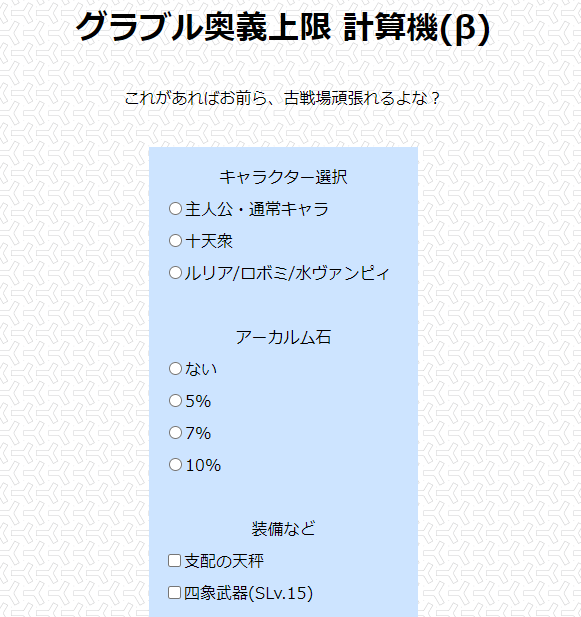 グラブル奥義上限 計算機(β)
これがあればお前ら、古戦場頑張れるよな？
キャラクター選択
主人公・通常キャラ
十天衆
ルリア/ロボミ/水ヴァンピィ
アーカルム石
ない
5%
7%
10%
装備など
支配の天秤
四象武器(SLv.15)